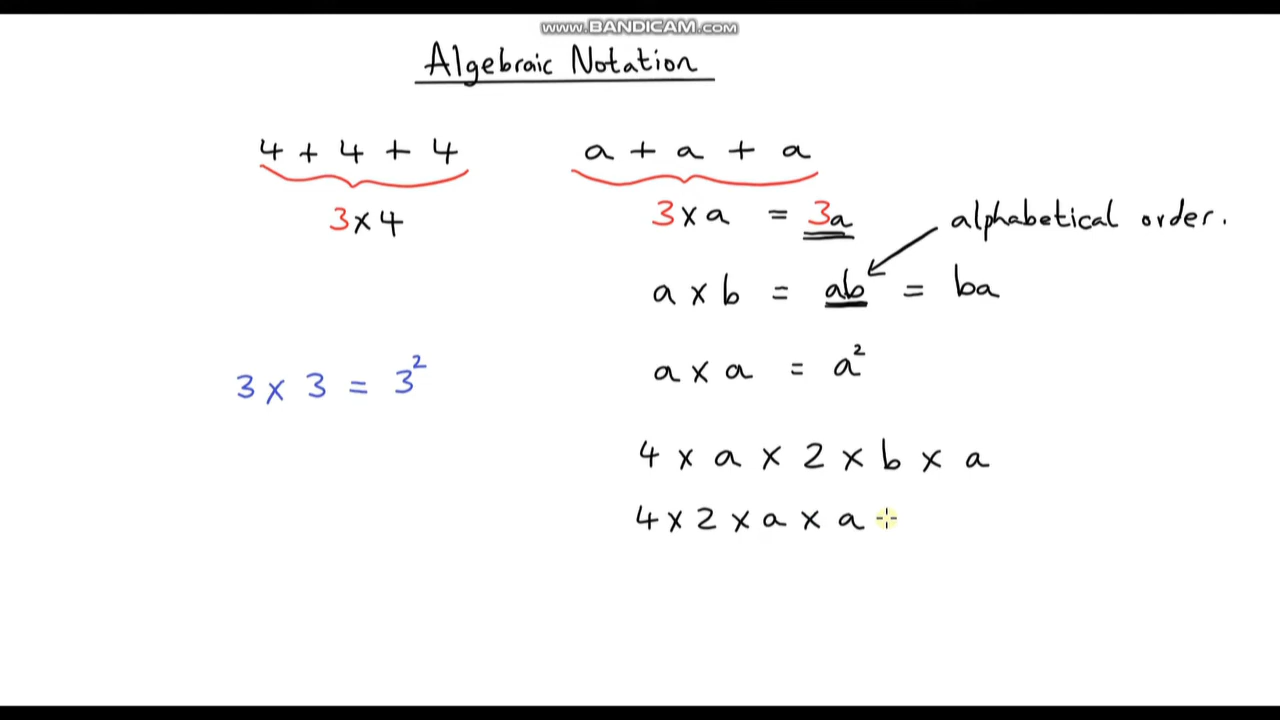 www.BANDICAM.com
Algebraic Notation
4 + 4 + 4
a + a + a
3 x 4
3 x a = 3a
alphabetical order.
a x b = ab = ba
3 x 3 = 3²
a x a = a²
4 x a x 2 x b x a
4 x 2 x a x a